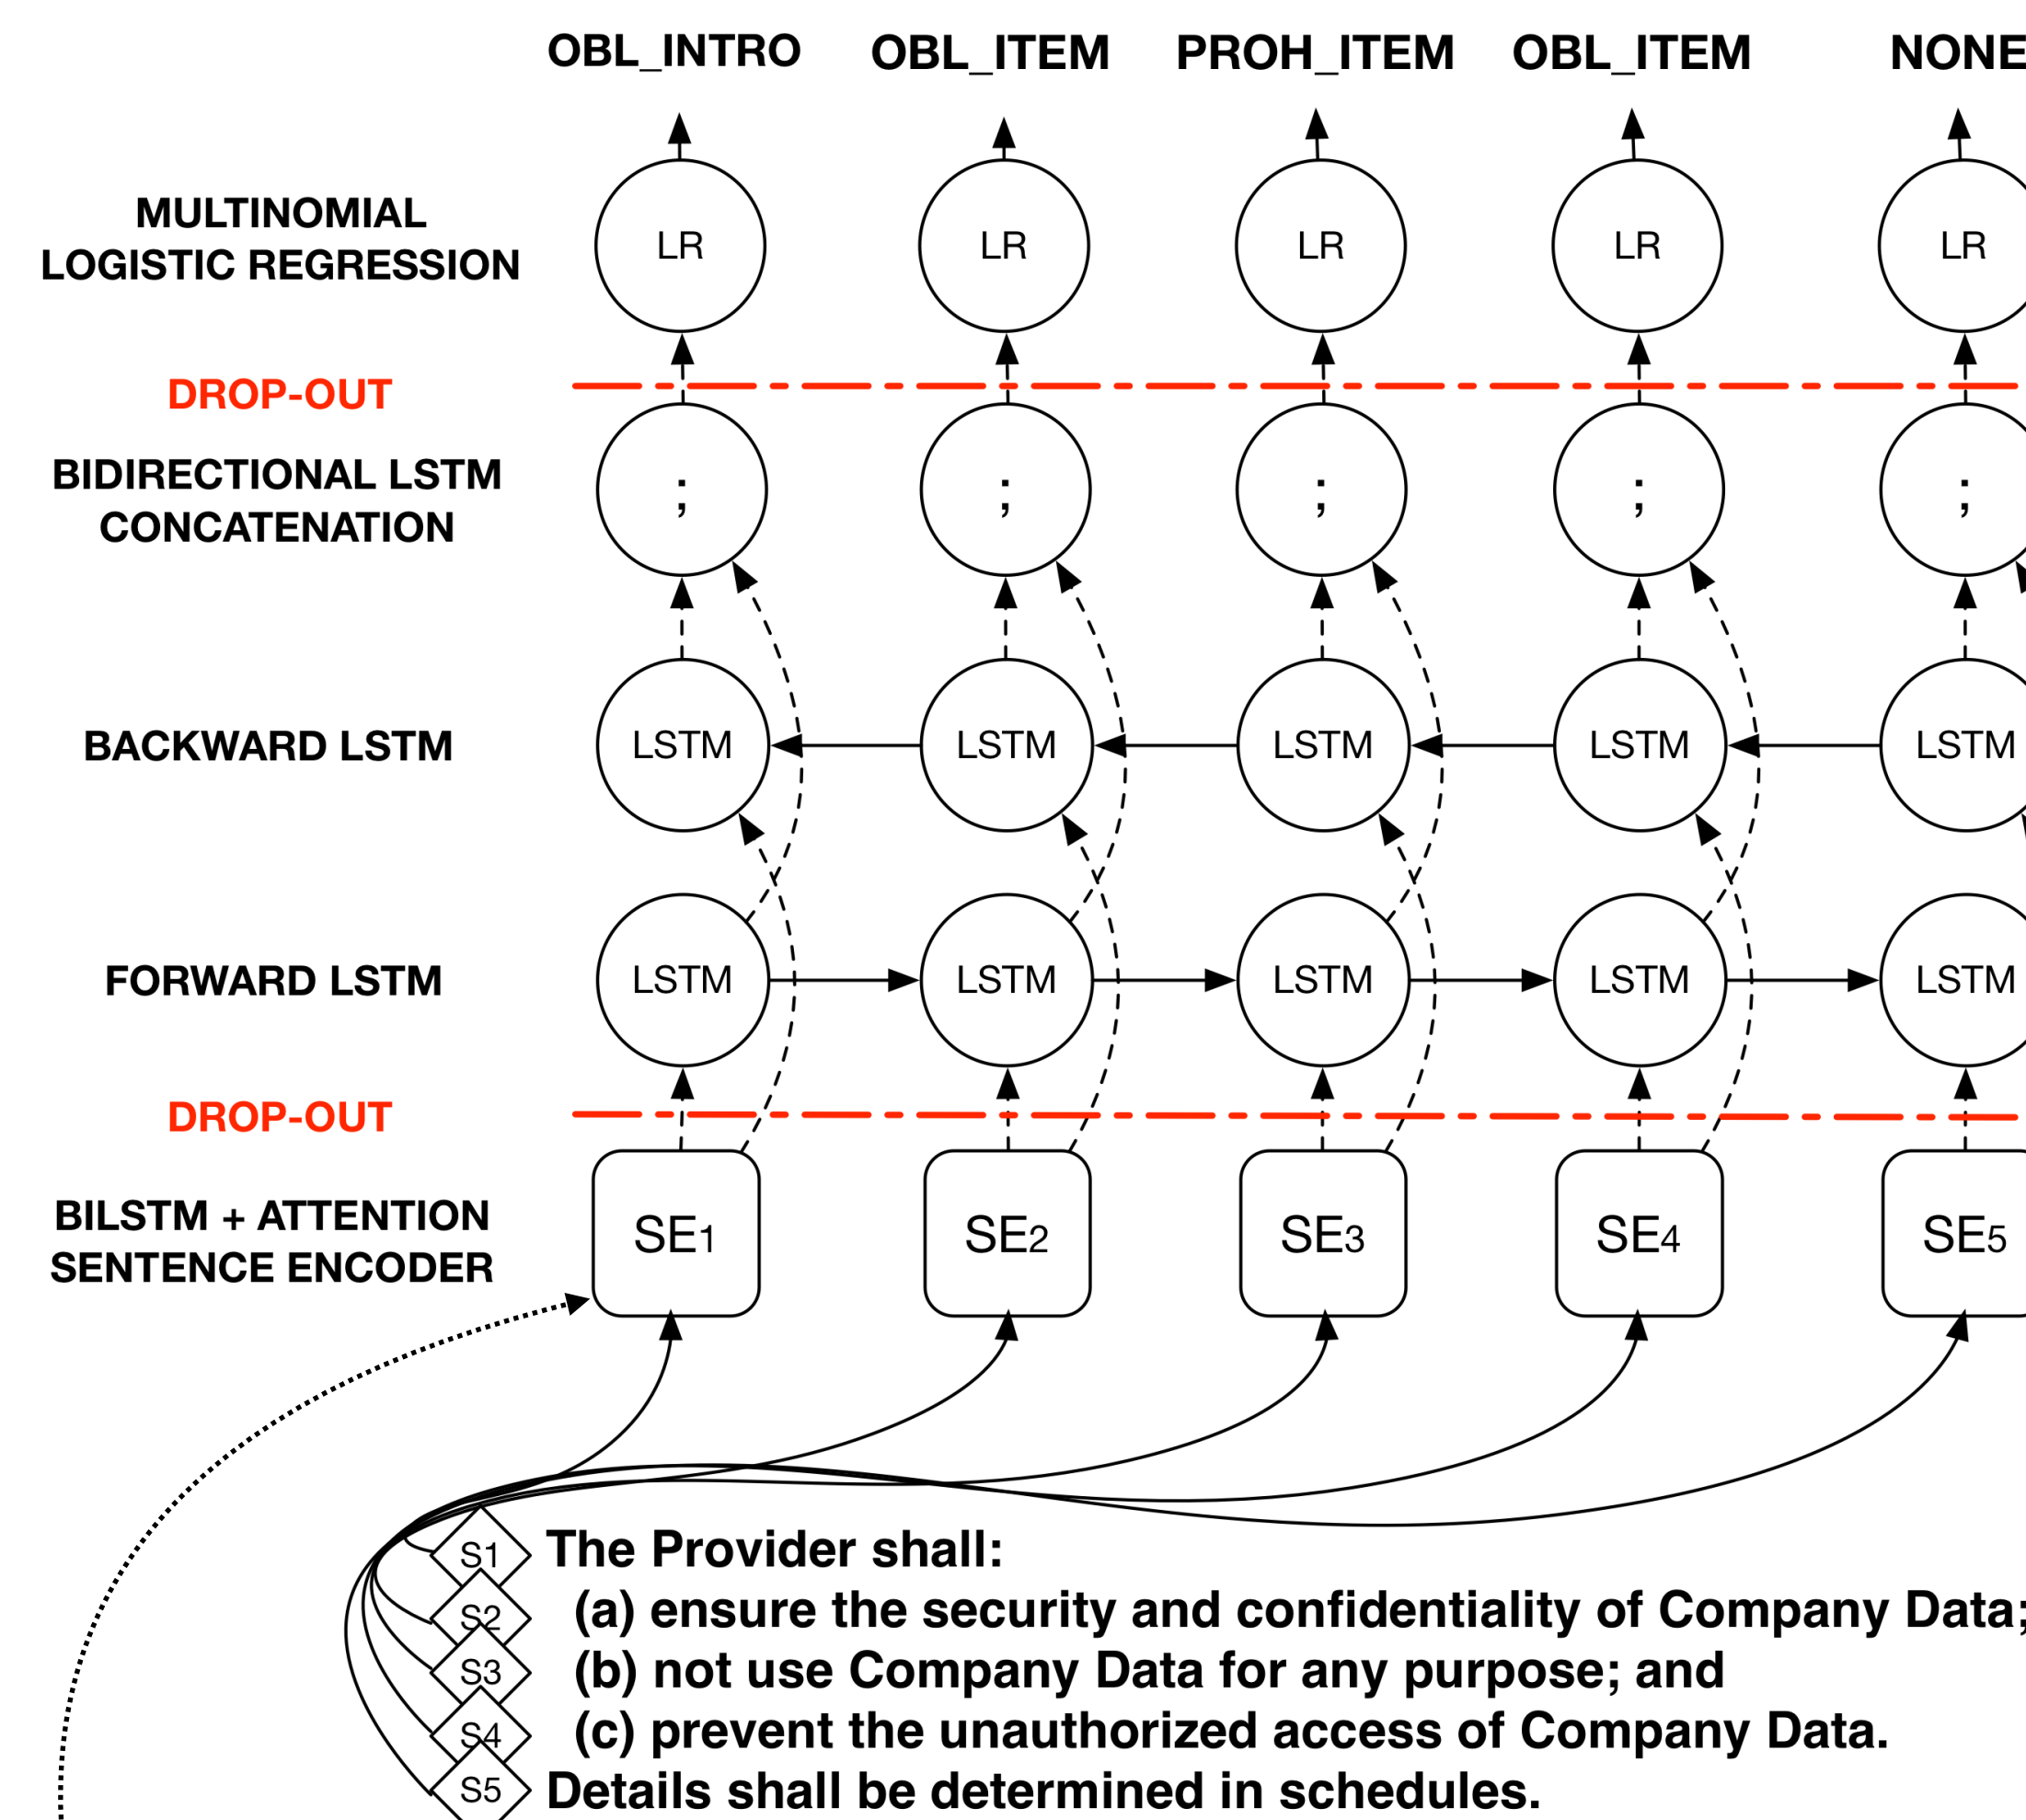 OBL_INTRO OBL_ITEM PROH_ITEM OBL_ITEM NONE
MULTINOMIAL
LOGISTIC REGRESSION
LR LR LR LR LR
DROP-OUT
BIDIRECTIONAL LSTM
CONCATENATION
; ; ; ; ;
BACKWARD LSTM
LSTM LSTM LSTM LSTM LSTM
FORWARD LSTM
LSTM LSTM LSTM LSTM LSTM
DROP-OUT
BILSTM + ATTENTION
SENTENCE ENCODER
SE1 SE2 SE3 SE4 SE5
S1 The Provider shall:
S2 (a) ensure the security and confidentiality of Company Data;
S3 (b) not use Company Data for any purpose; and
S4 (c) prevent the unauthorized access of Company Data.
S5 Details shall be determined in schedules.